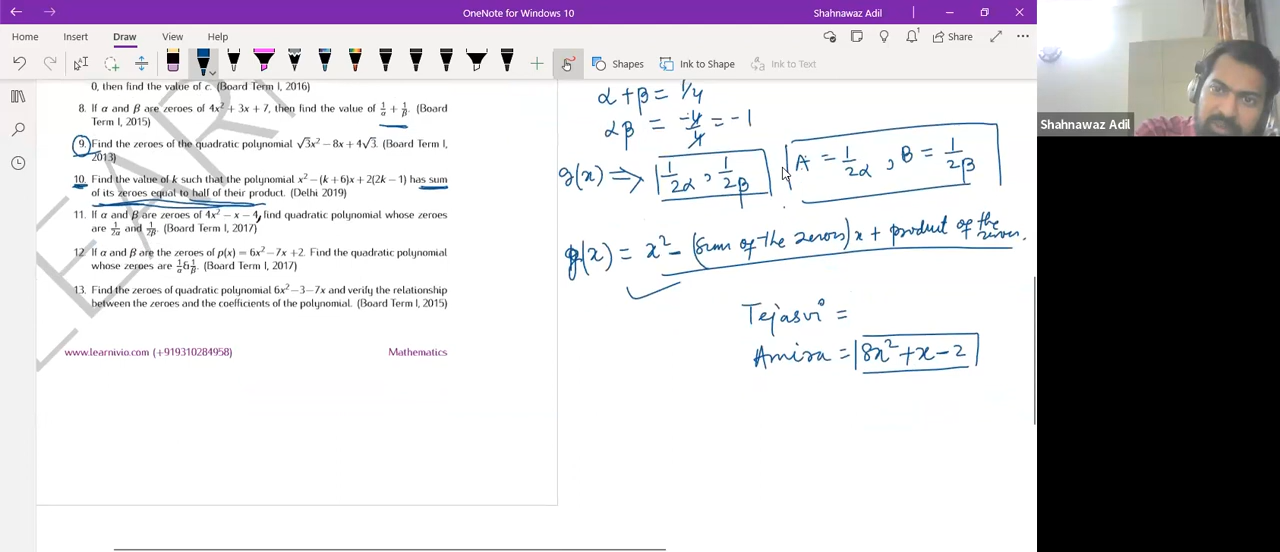 OneNote for Windows 10
Shahnawaz Adil
Home Insert Draw View Help
Share
Shapes Ink to Shape Ink to Text
0, then find the value of c. (Board Term I, 2016)
8. If α and β are zeroes of 4x² + 3x + 7, then find the value of 1/α + 1/β. (Board
Term I, 2015)
9. Find the zeroes of the quadratic polynomial √3x² − 8x + 4√3. (Board Term I,
2013)
10. Find the value of k such that the polynomial x² − (k + 6)x + 2(2k − 1) has sum
of its zeroes equal to half of their product. (Delhi 2019)
11. If α and β are zeroes of 4x² − x − 4, find quadratic polynomial whose zeroes
are 1/2α and 1/2β. (Board Term I, 2017)
12. If α and β are the zeroes of p(x) = 6x² −7x +2. Find the quadratic polynomial
whose zeroes are 1/α & 1/β. (Board Term I, 2017)
13. Find the zeroes of quadratic polynomial 6x² −3 −7x and verify the relationship
between the zeroes and the coefficients of the polynomial. (Board Term I, 2015)
www.learnivio.com (+919310284958) Mathematics
α + β = 1/4
αβ = −4/4 = −1
g(x) ⇒ 1/2α , 1/2β A = 1/2α , B = 1/2β
g(x) = x² − (Sum of the zeroes) x + product of the zeroes.
Tejasvi =
Amisa = 8x² + x − 2
Shahnawaz Adil